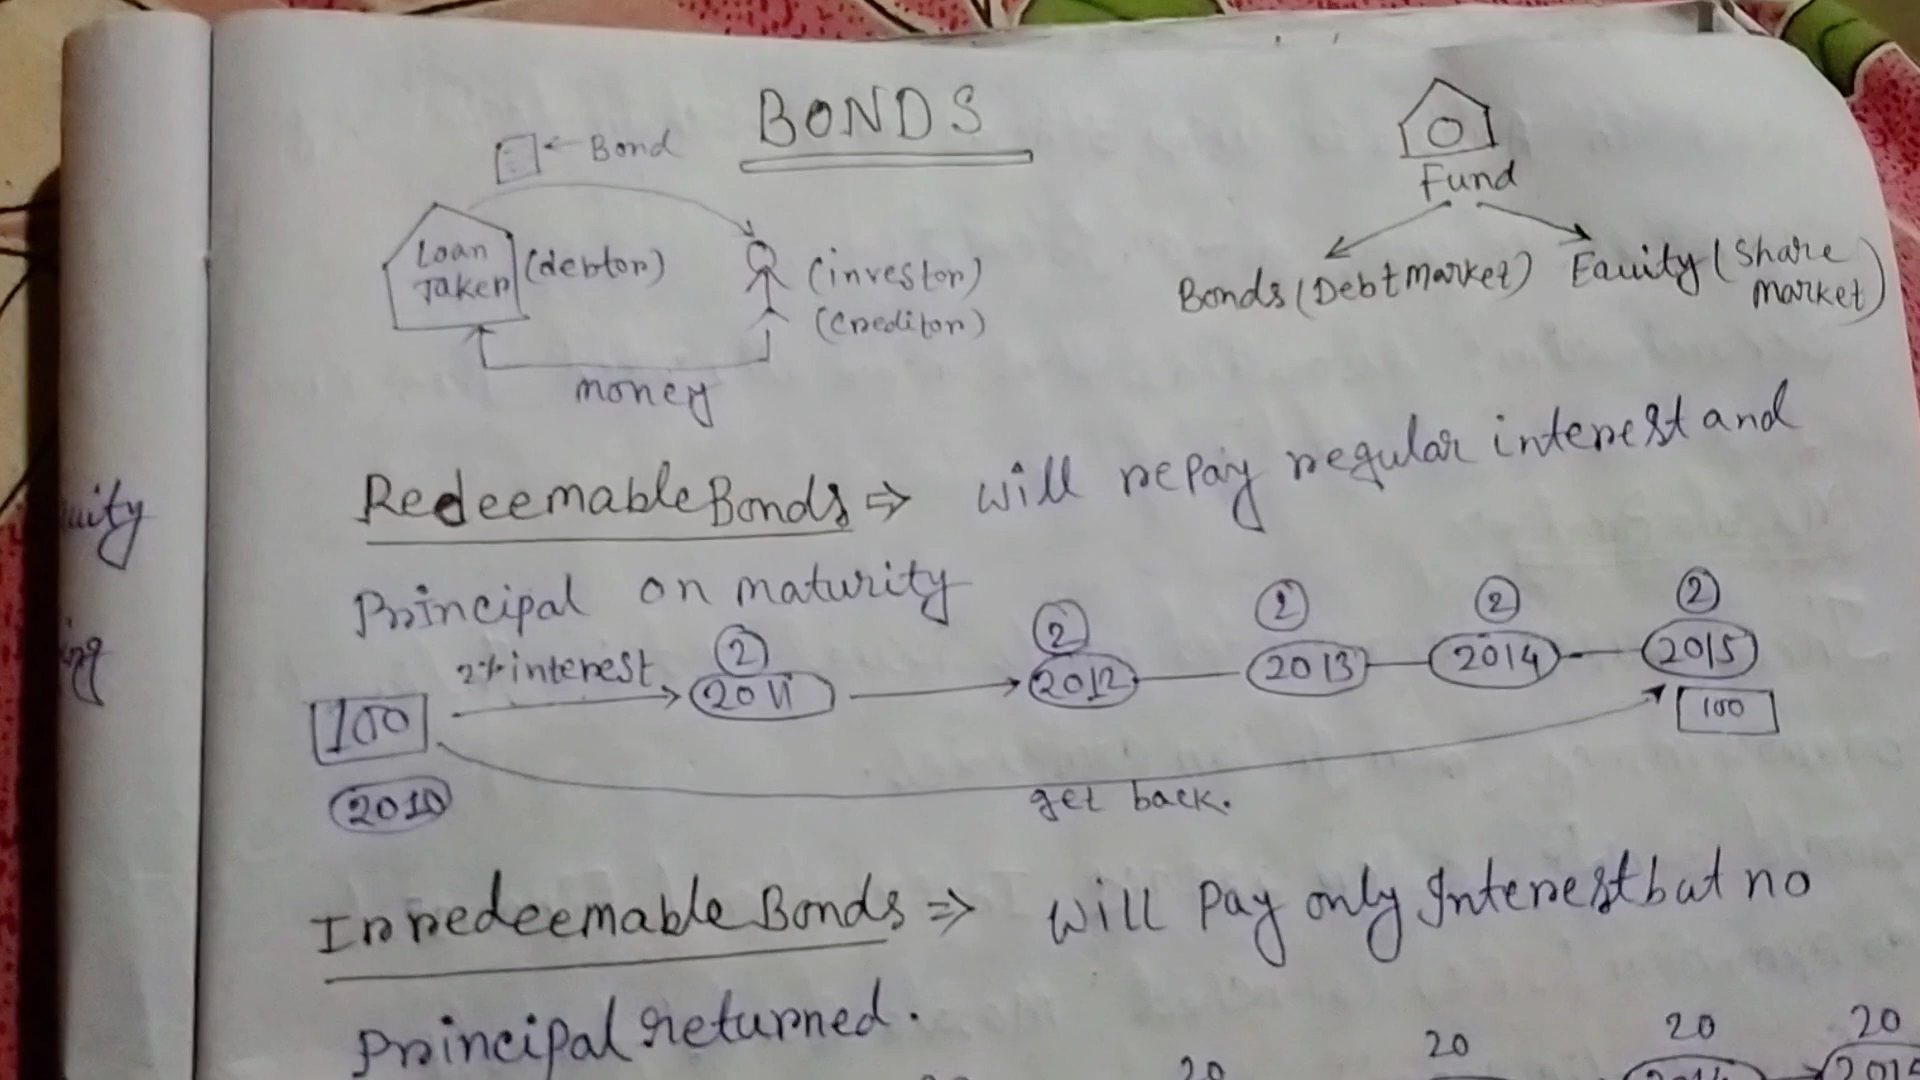 BONDS
Bond
Loan
Taker
(debtor)
(investor)
(creditor)
money
Fund
Bonds (Debt market)
Equity (Share
market)
Redeemable Bonds ⇒ will repay regular interest and
Principal on maturity
100
2010
2% interest
2
2011
2
2012
2
2013
2
2014
2
2015
100
get back.
Irredeemable Bonds ⇒ will Pay only Interest but no
Principal returned.
20
20
20
20